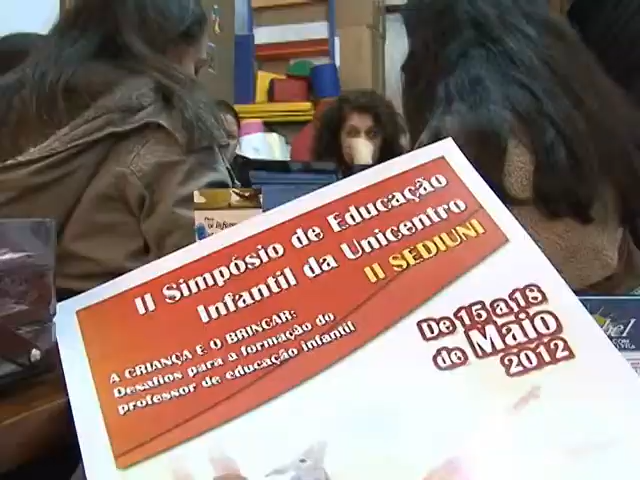 II Simpósio de Educação
Infantil da Unicentro
II SEDIUNI
A CRIANÇA E O BRINCAR:
Desafios para a formação do
professor de educação infantil
De 15 a 18
de Maio
2012